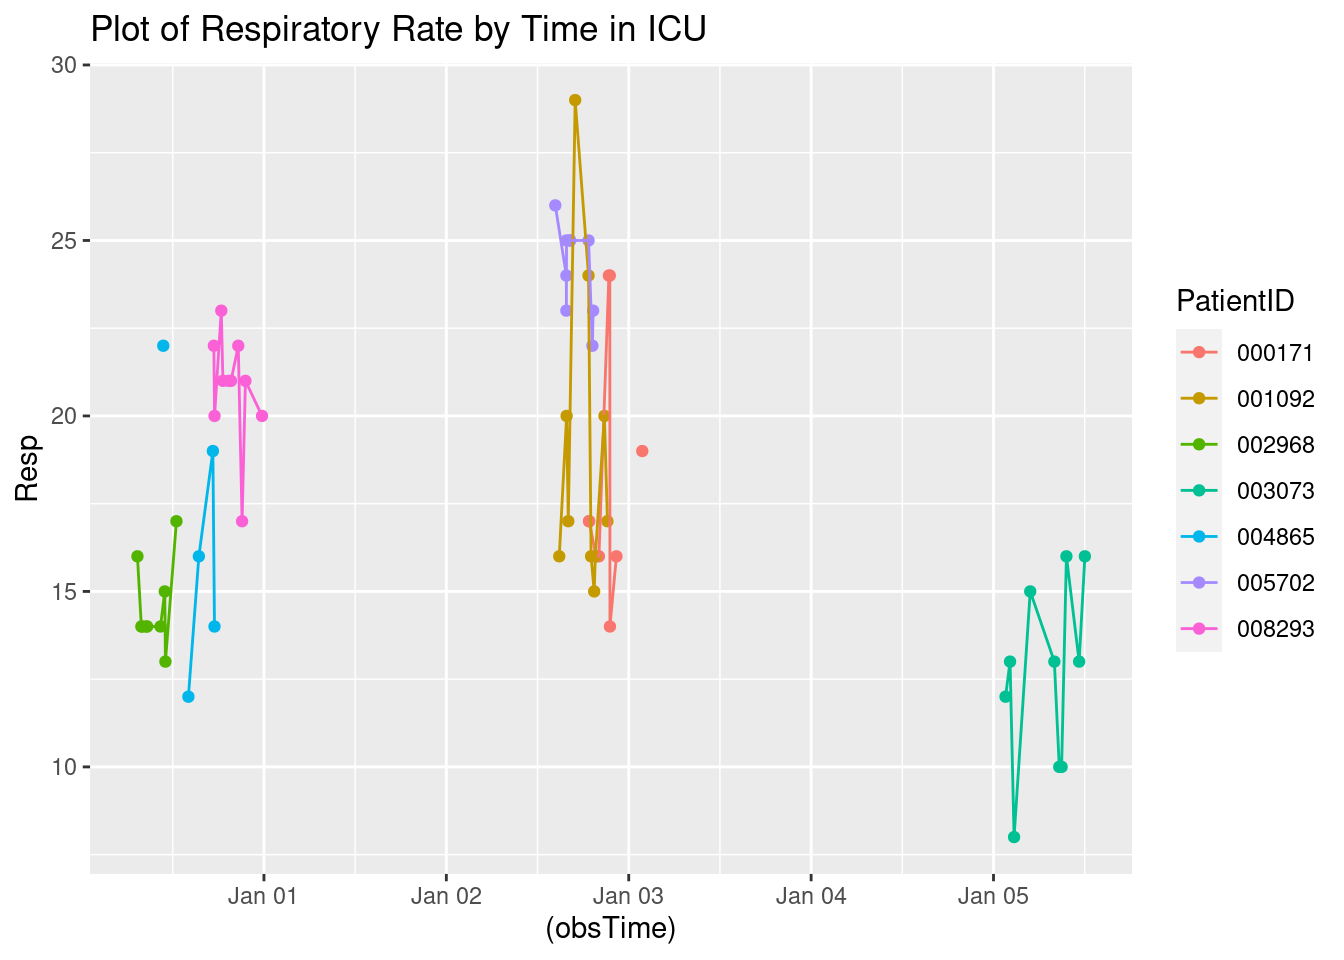 Plot of Respiratory Rate by Time in ICU
30
25
20
15
10
Resp
Jan 01
Jan 02
Jan 03
Jan 04
Jan 05
(obsTime)
PatientID
000171
001092
002968
003073
004865
005702
008293